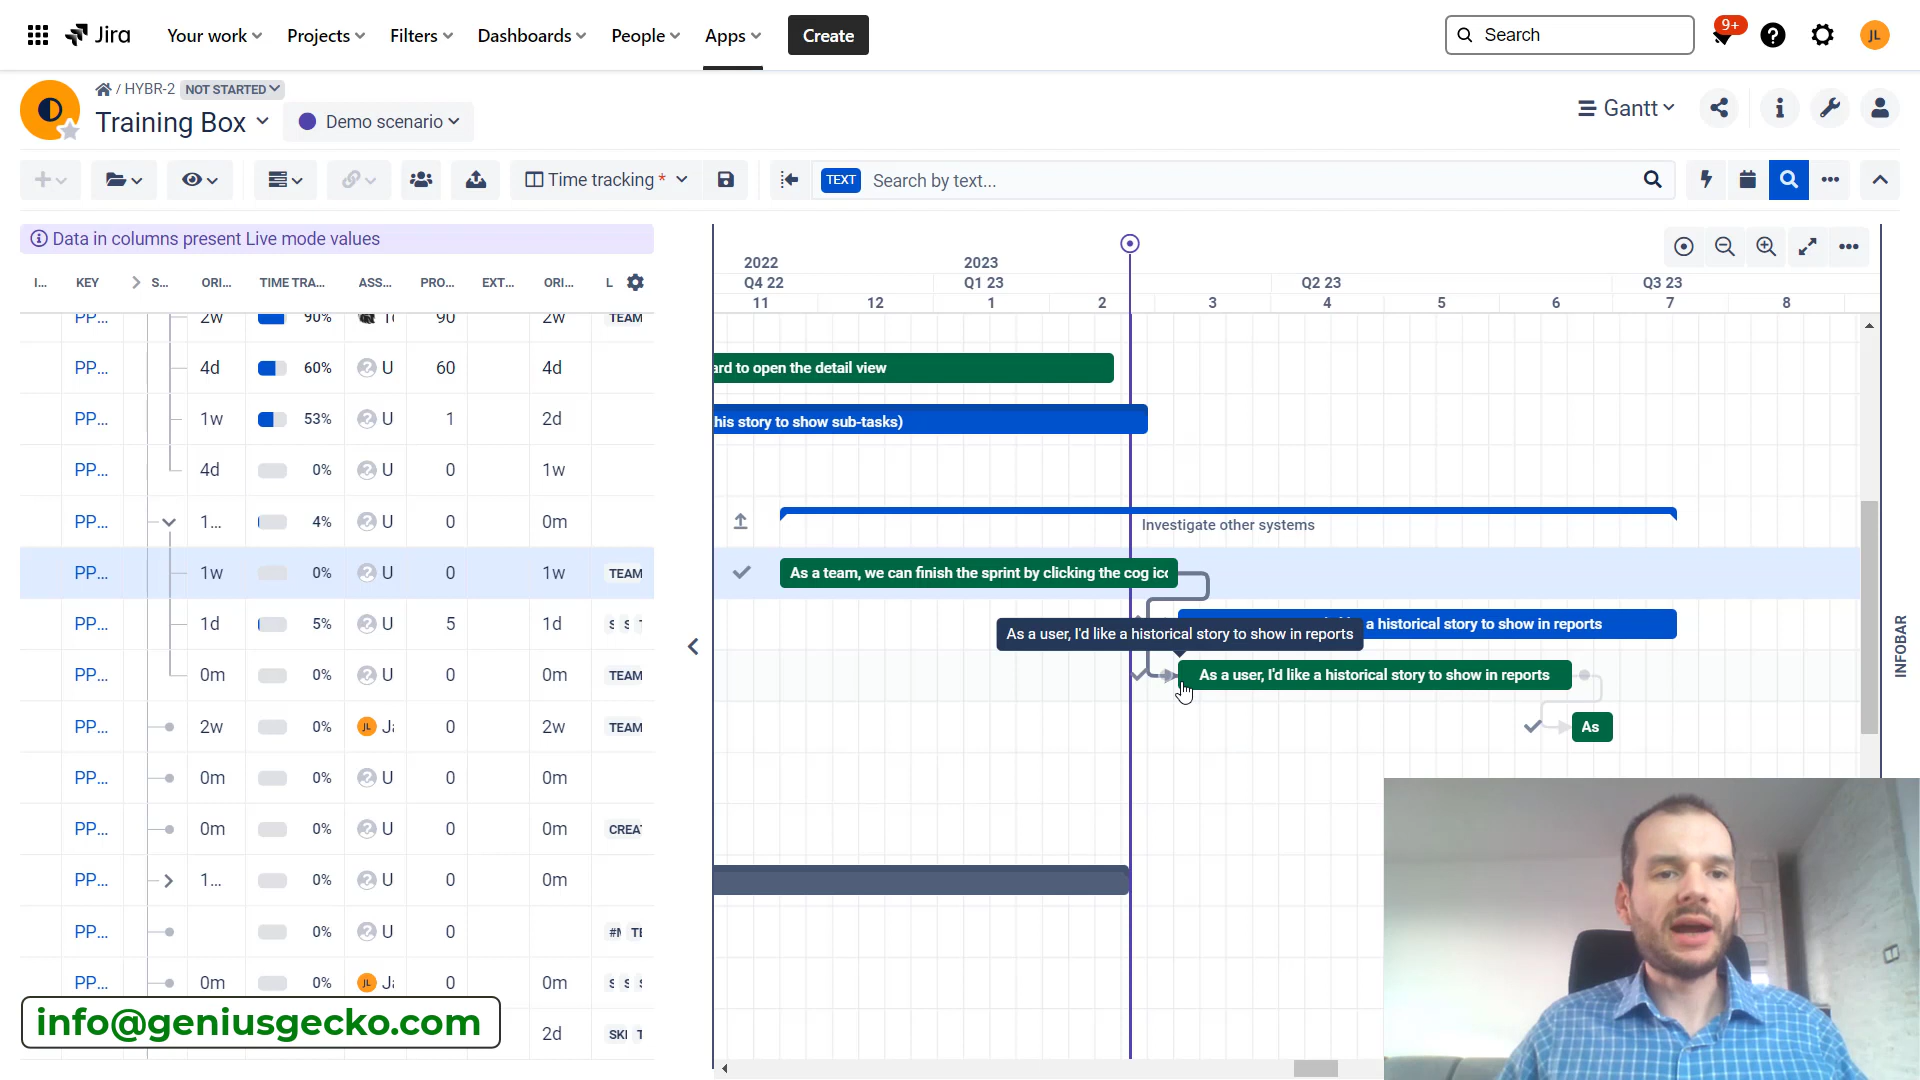 Jira
Your work
Projects
Filters
Dashboards
People
Apps
Create
Search
9+
JL
/ HYBR-2
NOT STARTED
Training Box
Demo scenario
Gantt
Time tracking *
TEXT
Search by text...
Data in columns present Live mode values
I... KEY S... ORI... TIME TRA... ASS... PRO... EXT... ORI... L
2022 2023
Q4 22 Q1 23 Q2 23 Q3 23
11 12 1 2 3 4 5 6 7 8
PP... 2w 90% 90 2w TEAM
PP... 4d 60% U 60 4d
ard to open the detail view
PP... 1w 53% U 1 2d
his story to show sub-tasks)
PP... 4d 0% U 0 1w
PP... 1... 4% U 0 0m
Investigate other systems
PP... 1w 0% U 0 1w TEAM
As a team, we can finish the sprint by clicking the cog ico
PP... 1d 5% U 5 1d S S
a historical story to show in reports
As a user, I'd like a historical story to show in reports
PP... 0m 0% U 0 0m TEAM
As a user, I'd like a historical story to show in reports
PP... 2w 0% JL 0 2w TEAM
As
PP... 0m 0% U 0 0m
PP... 0m 0% U 0 0m CREA
PP... 1... 0% U 0 0m
PP... 0% U 0
PP... 0m 0% JL 0 0m S S
2d SKI
INFOBAR
info@geniusgecko.com